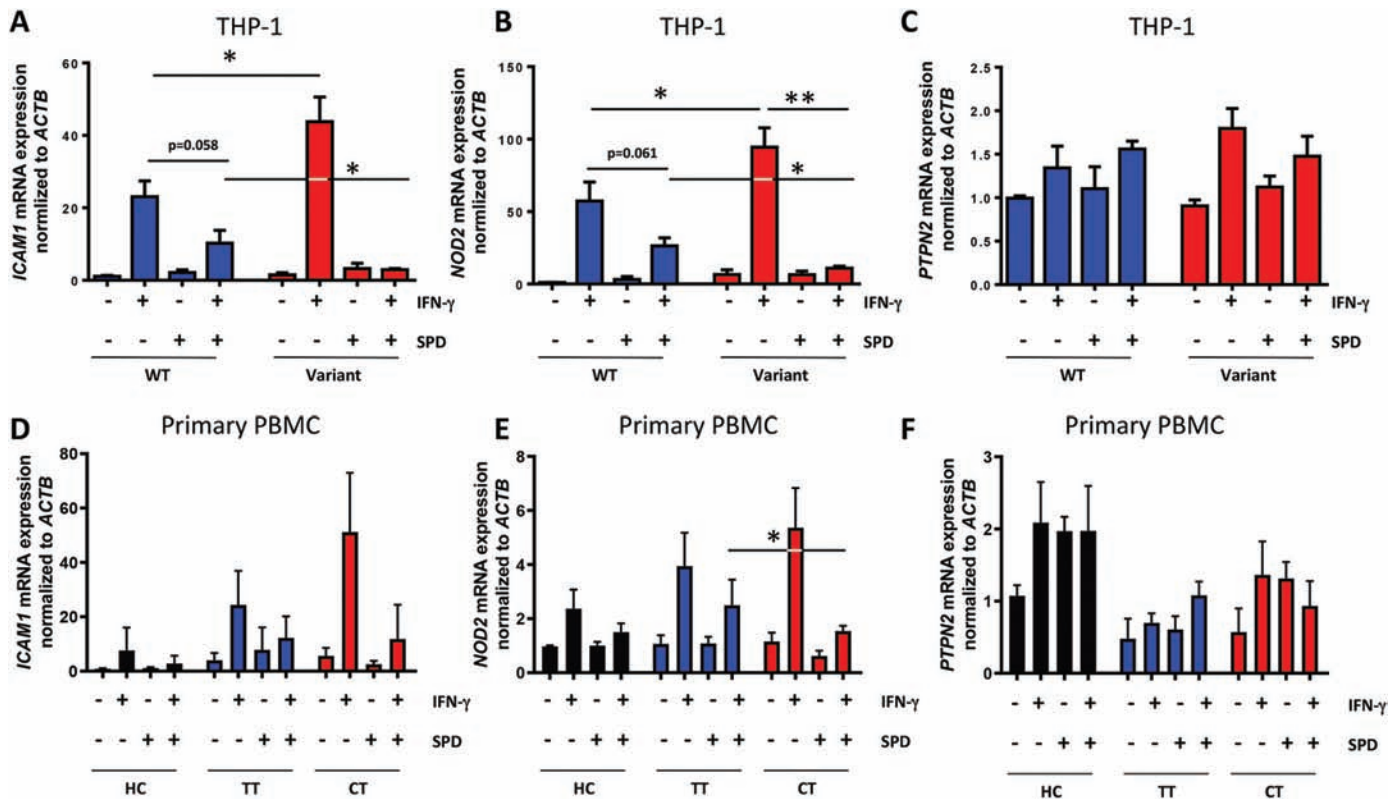 A THP-1
ICAM1 mRNA expression
normlized to ACTB
60
40
20
0
*
p=0.058
*
- + - + - + - + IFN-γ
- - + + - - + + SPD
WT Variant
B THP-1
NOD2 mRNA expression
normlized to ACTB
150
100
50
0
* **
p=0.061
*
- + - + - + - + IFN-γ
- - + + - - + + SPD
WT Variant
C THP-1
PTPN2 mRNA expression
normlized to ACTB
2.5
2.0
1.5
1.0
0.5
0.0
- + - + - + - + IFN-γ
- - + + - - + + SPD
WT Variant
D Primary PBMC
ICAM1 mRNA expression
normalized to ACTB
80
60
40
20
0
- + - + - + - + - + - + IFN-γ
- - + + - - + + - - + + SPD
HC TT CT
E Primary PBMC
NOD2 mRNA expression
normalized to ACTB
8
6
4
2
0
*
- + - + - + - + - + - + IFN-γ
- - + + - - + + - - + + SPD
HC TT CT
F Primary PBMC
PTPN2 mRNA expression
normalized to ACTB
3
2
1
0
- + - + - + - + - + - + IFN-γ
- - + + - - + + - - + + SPD
HC TT CT